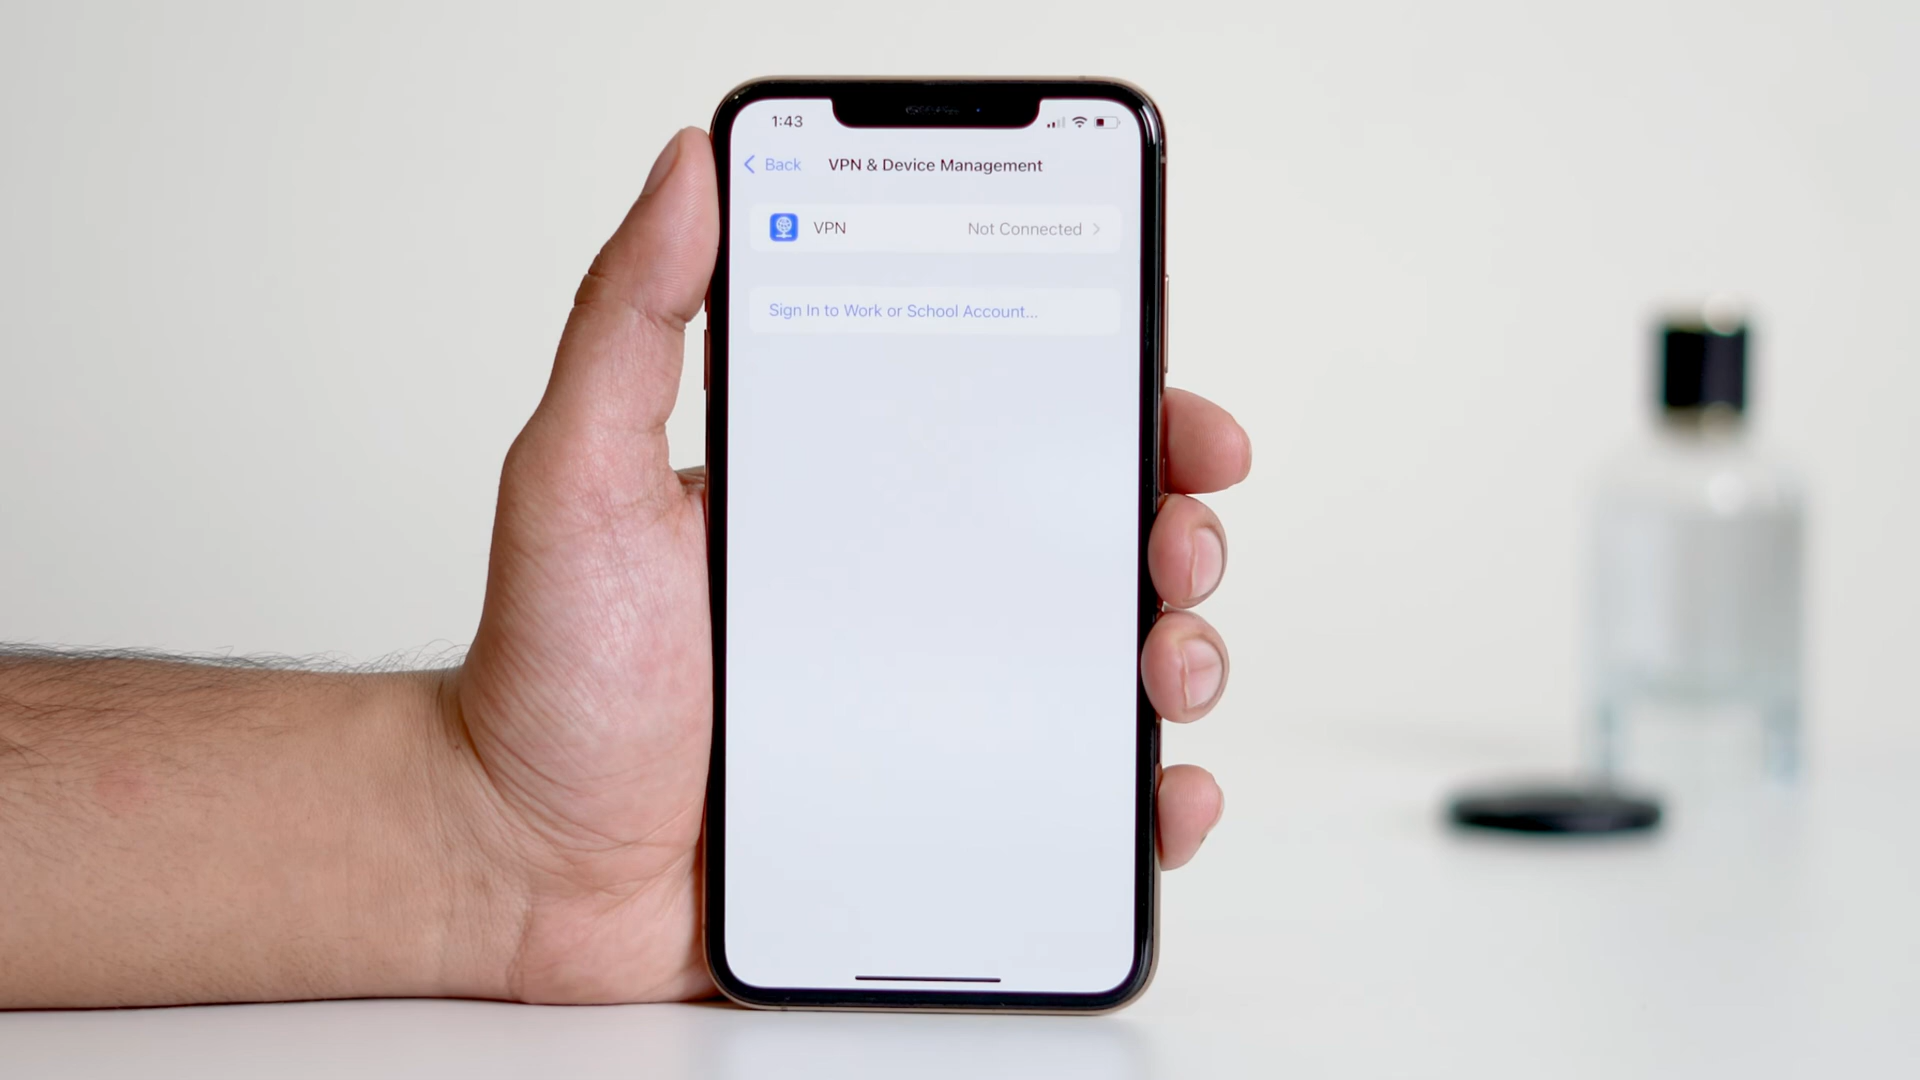 1:43
Back VPN & Device Management
VPN Not Connected
Sign In to Work or School Account...